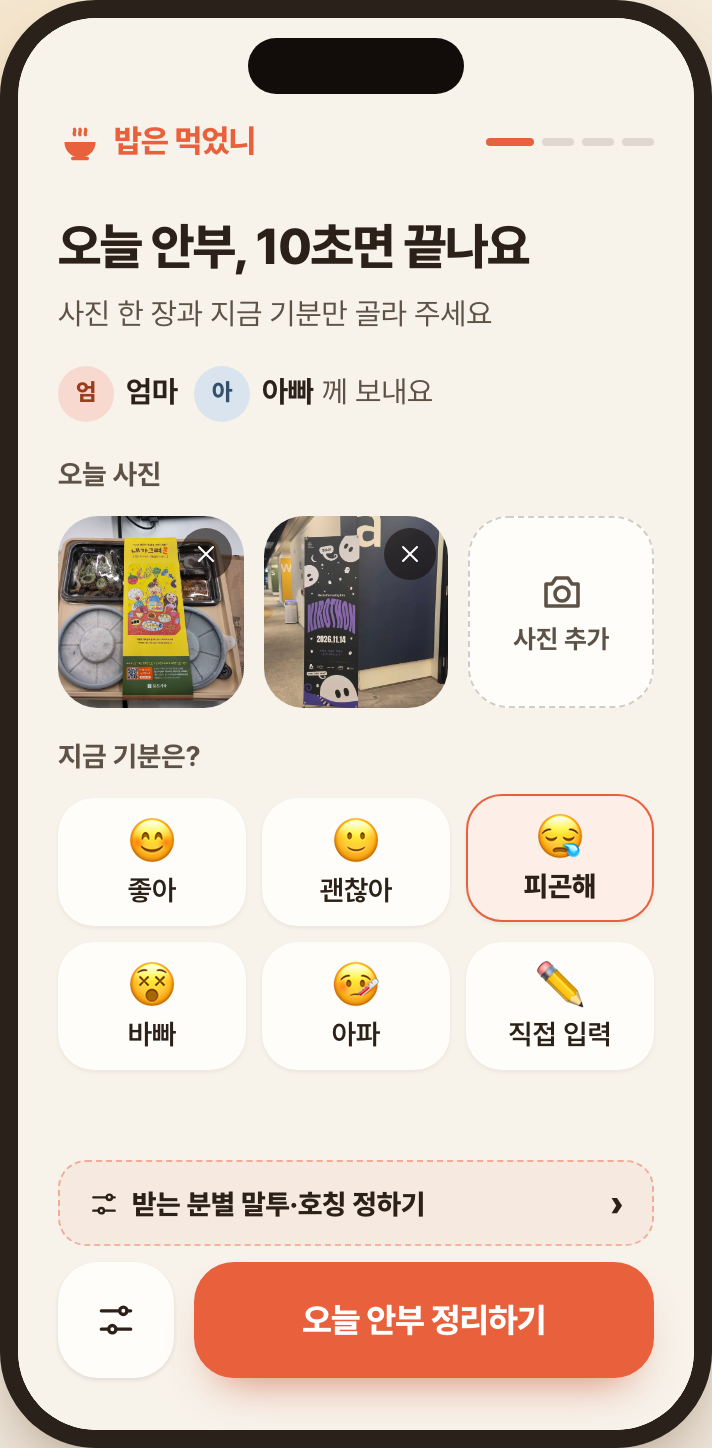 밥은 먹었니
오늘 안부, 10초면 끝나요
사진 한 장과 지금 기분만 골라 주세요
엄 엄마 아 아빠 께 보내요
오늘 사진
a
W
2026.11.14
사진 추가
지금 기분은?
좋아
괜찮아
피곤해
바빠
아파
직접 입력
받는 분별 말투·호칭 정하기
오늘 안부 정리하기